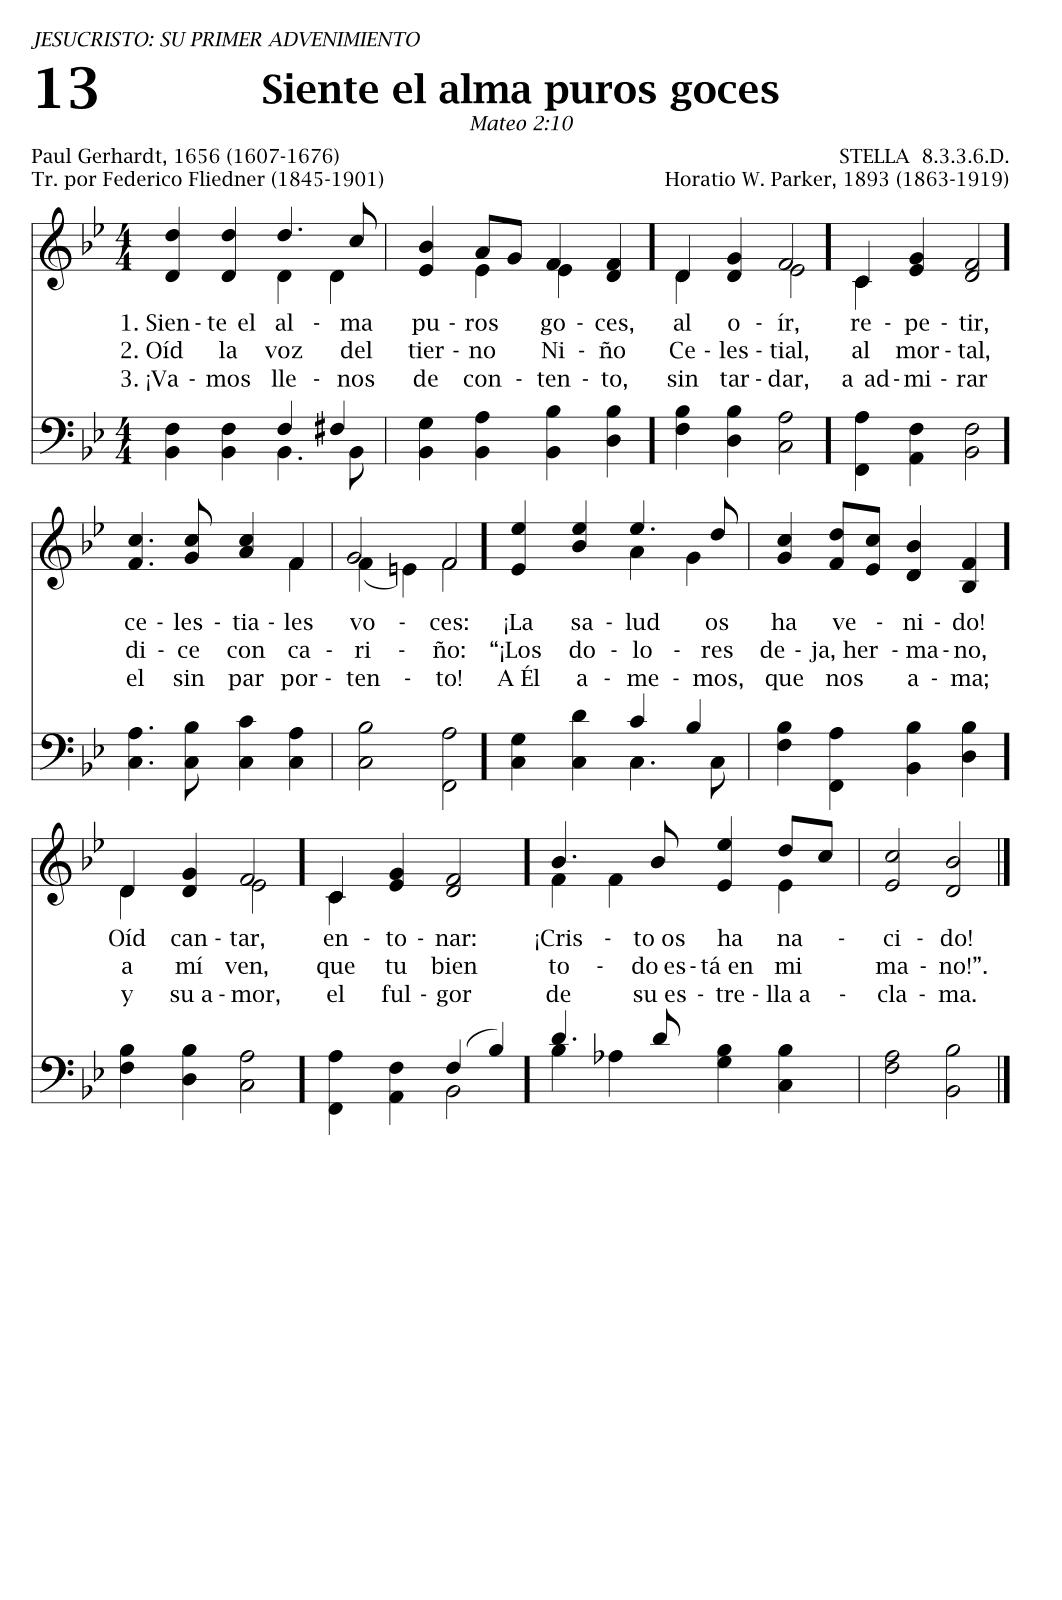 JESUCRISTO: SU PRIMER ADVENIMIENTO
13 Siente el alma puros goces
Mateo 2:10
Paul Gerhardt, 1656 (1607-1676) STELLA 8.3.3.6.D.
Tr. por Federico Fliedner (1845-1901) Horatio W. Parker, 1893 (1863-1919)
1. Sien - te el al - ma pu - ros go - ces, al o - ír, re - pe - tir,
2. Oíd la voz del tier - no Ni - ño Ce - les - tial, al mor - tal,
3. ¡Va - mos lle - nos de con - ten - to, sin tar - dar, a ad - mi - rar
ce - les - tia - les vo - ces: ¡La sa - lud os ha ve - ni - do!
di - ce con ca - ri - ño: “¡Los do - lo - res de - ja, her - ma - no,
el sin par por - ten - to! A Él a - me - mos, que nos a - ma;
Oíd can - tar, en - to - nar: ¡Cris - to os ha na - ci - do!
a mí ven, que tu bien to - do es - tá en mi ma - no!”.
y su a - mor, el ful - gor de su es - tre - lla a - cla - ma.